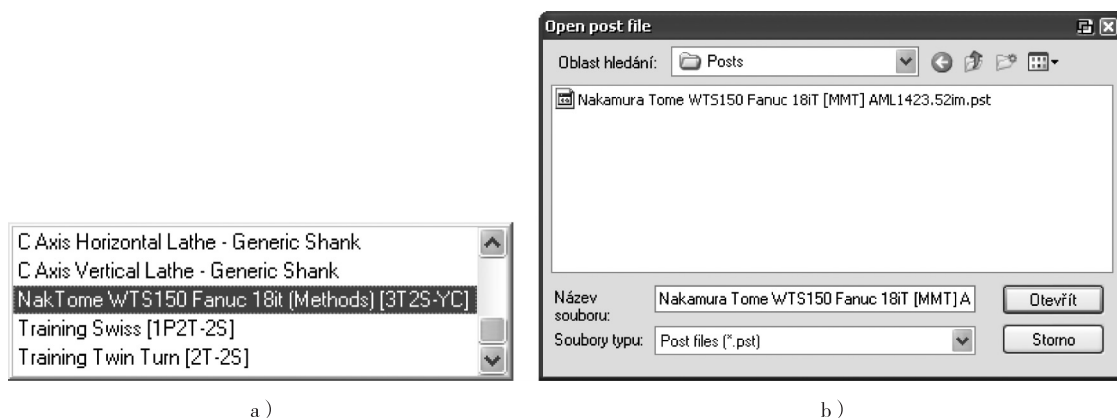 C Axis Horizontal Lathe - Generic Shank
C Axis Vertical Lathe - Generic Shank
NakTome WTS150 Fanuc 18it (Methods) [3T2S-YC]
Training Swiss [1P2T-2S]
Training Twin Turn [2T-2S]
a )
Open post file
Oblast hledání:
Posts
Nakamura Tome WTS150 Fanuc 18iT [MMT] AML1423.52im.pst
Název souboru:
Nakamura Tome WTS150 Fanuc 18iT [MMT] A
Otevřít
Soubory typu:
Post files (*.pst)
Storno
b )